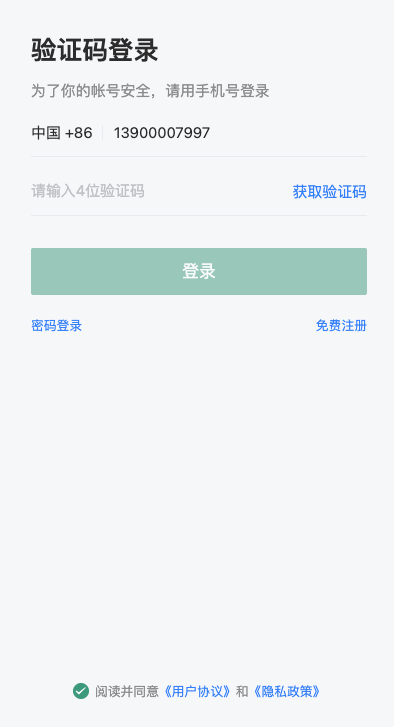 验证码登录
为了你的帐号安全，请用手机号登录
中国 +86 13900007997
请输入4位验证码 获取验证码
登录
密码登录 免费注册
阅读并同意《用户协议》和《隐私政策》